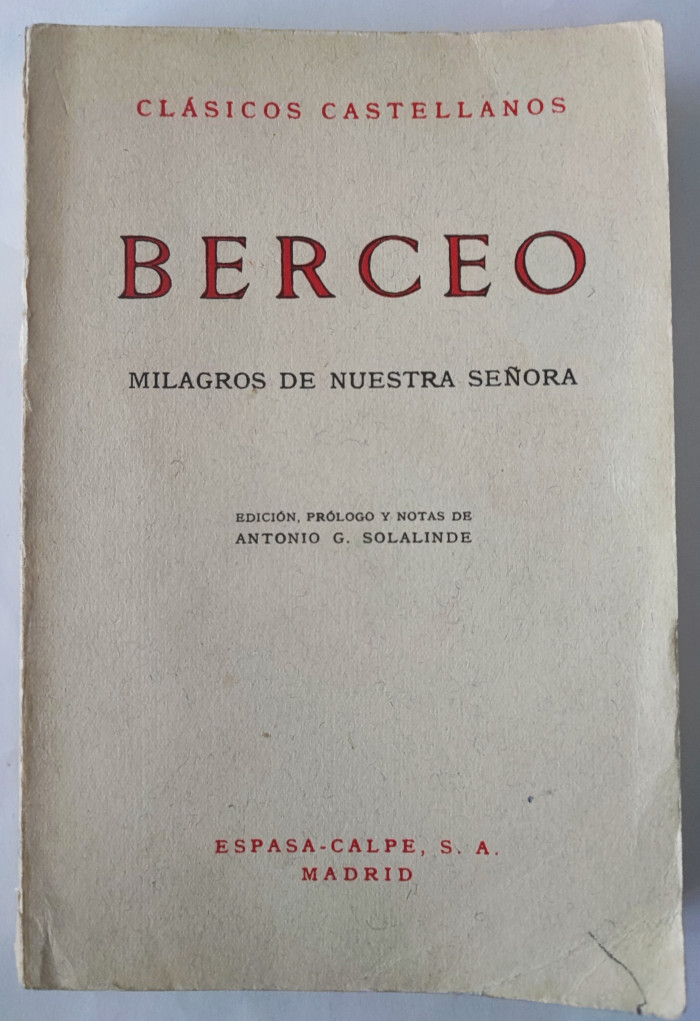 CLÁSICOS CASTELLANOS
BERCEO
MILAGROS DE NUESTRA SEÑORA
EDICIÓN, PRÓLOGO Y NOTAS DE
ANTONIO G. SOLALINDE
ESPASA-CALPE, S. A.
MADRID